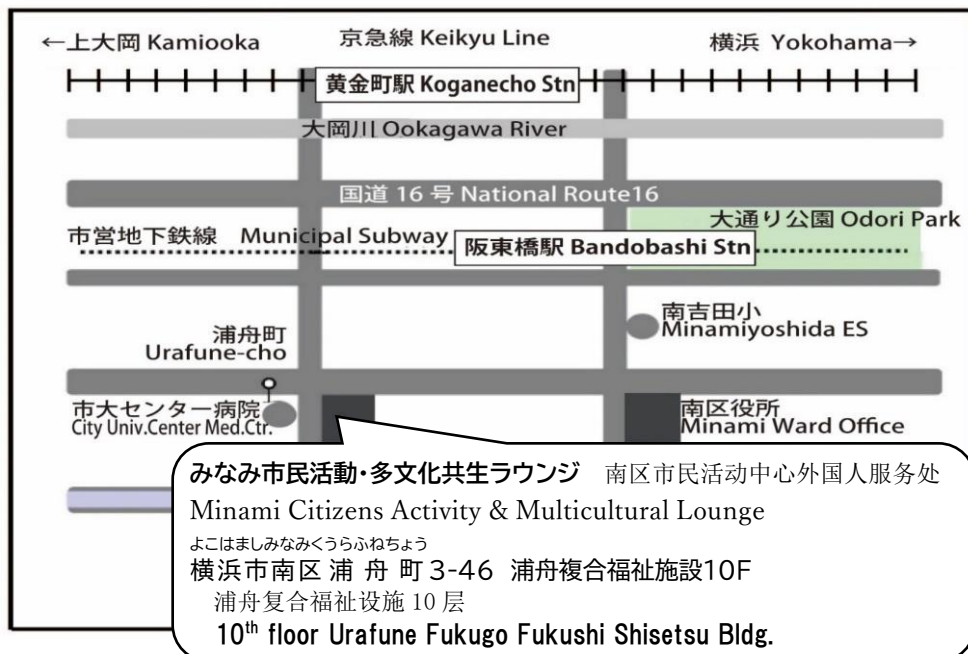 ←上大岡 Kamiooka 京急線 Keikyu Line 横浜 Yokohama→
黄金町駅 Koganecho Stn
大岡川 Ookagawa River
国道 16 号 National Route16
大通り公園 Odori Park
市営地下鉄線 Municipal Subway
阪東橋駅 Bandobashi Stn
南吉田小
Minamiyoshida ES
浦舟町
Urafune-cho
市大センター病院
City Univ.Center Med.Ctr.
南区役所
Minami Ward Office
みなみ市民活動・多文化共生ラウンジ 南区市民活动中心外国人服务处
Minami Citizens Activity & Multicultural Lounge
よこはましみなみくうらふねちょう
横浜市南区浦舟町3-46 浦舟複合福祉施設10F
浦舟复合福祉设施 10 层
10th floor Urafune Fukugo Fukushi Shisetsu Bldg.